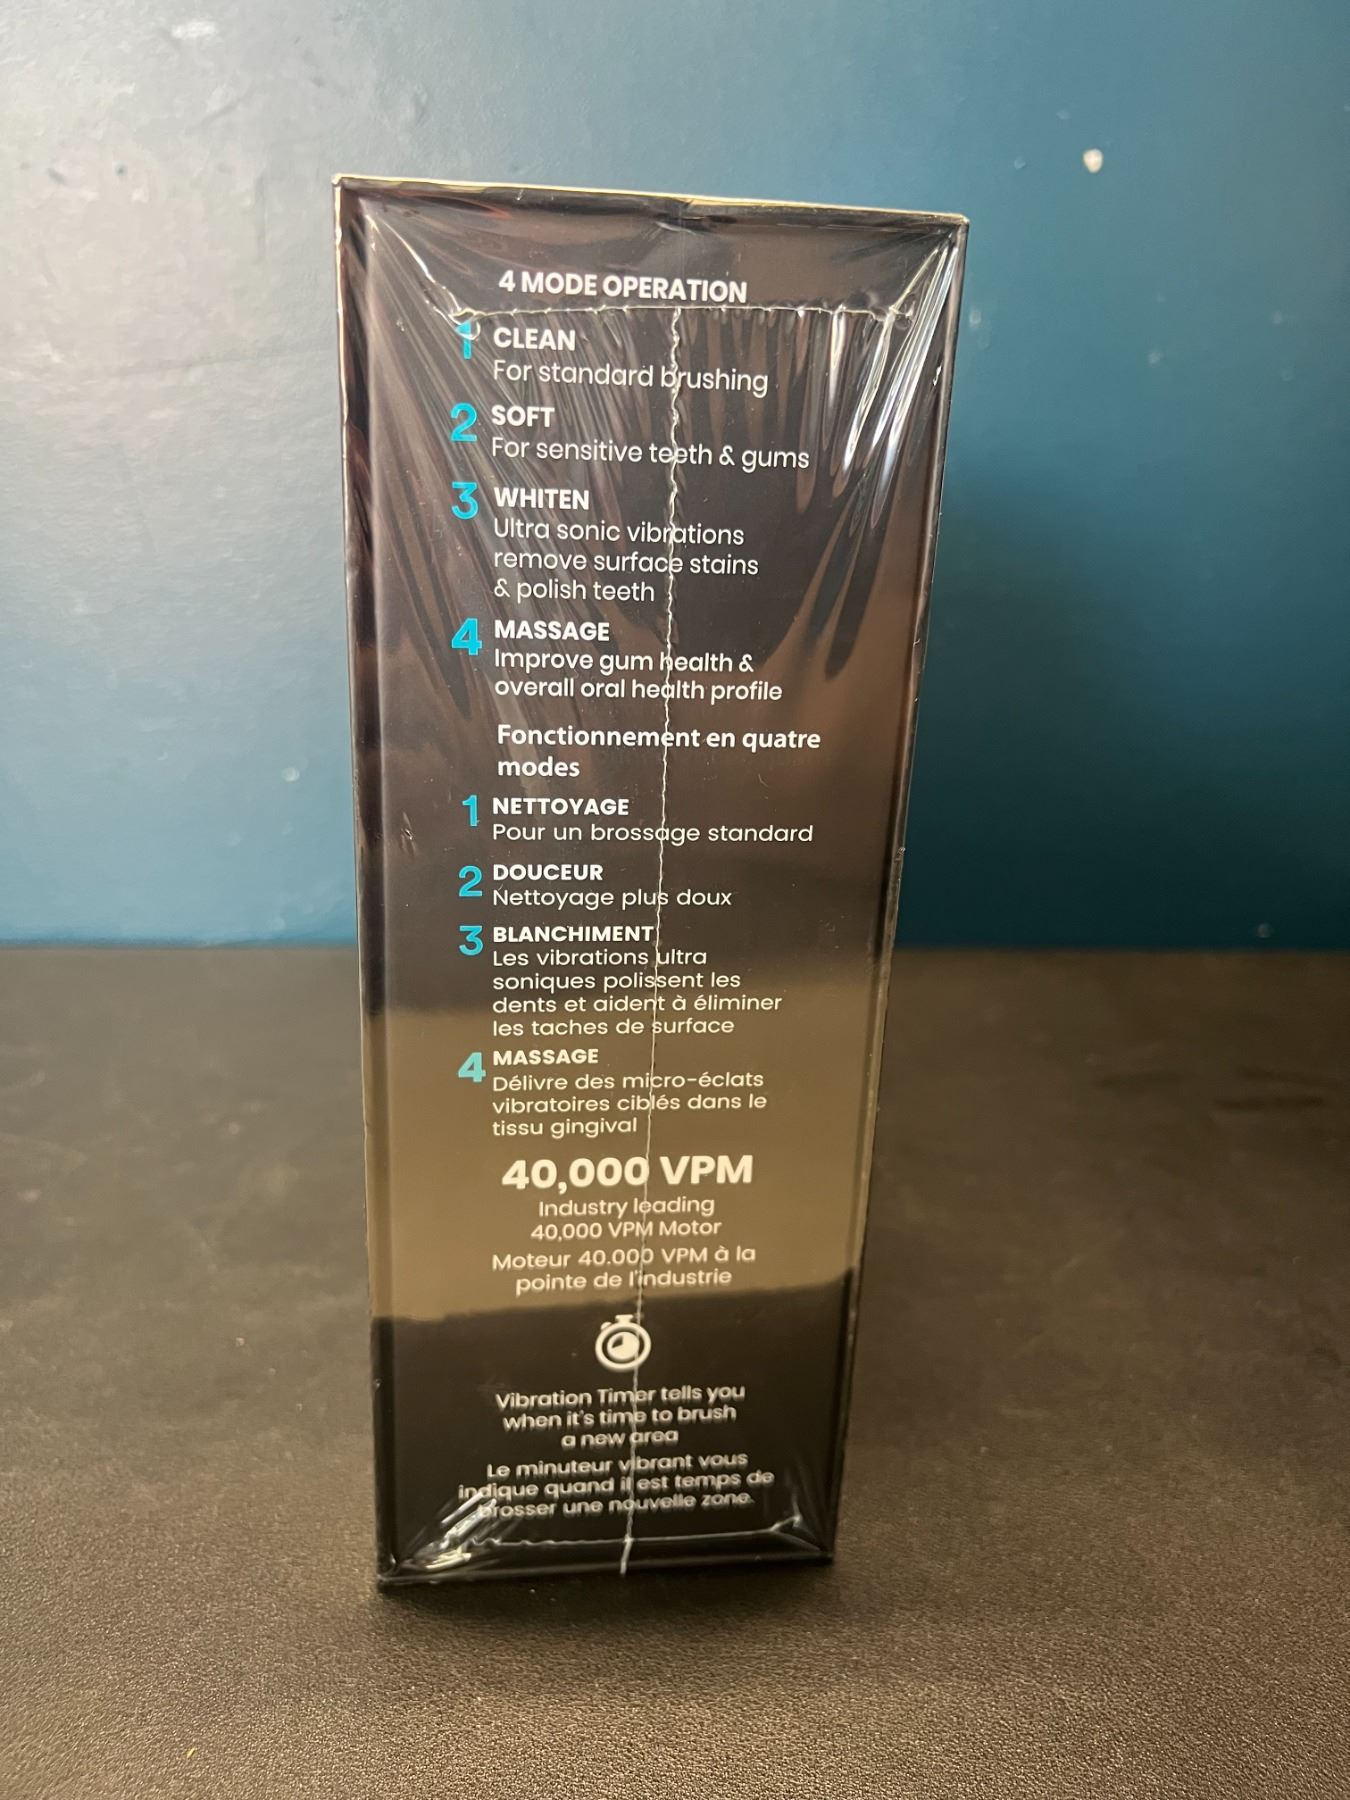 4 MODE OPERATION
1 CLEAN
For standard brushing
2 SOFT
For sensitive teeth & gums
3 WHITEN
Ultra sonic vibrations
remove surface stains
& polish teeth
4 MASSAGE
Improve gum health &
overall oral health profile
Fonctionnement en quatre
modes
1 NETTOYAGE
Pour un brossage standard
2 DOUCEUR
Nettoyage plus doux
3 BLANCHIMENT
Les vibrations ultra
soniques polissent les
dents et aident à éliminer
les taches de surface
4 MASSAGE
Délivre des micro-éclats
vibratoires ciblés dans le
tissu gingival
40,000 VPM
Industry leading
40,000 VPM Motor
Moteur 40.000 VPM à la
pointe de l'industrie
Vibration Timer tells you
when it's time to brush
a new area
Le minuteur vibrant vous
indique quand il est temps de
brosser une nouvelle zone.